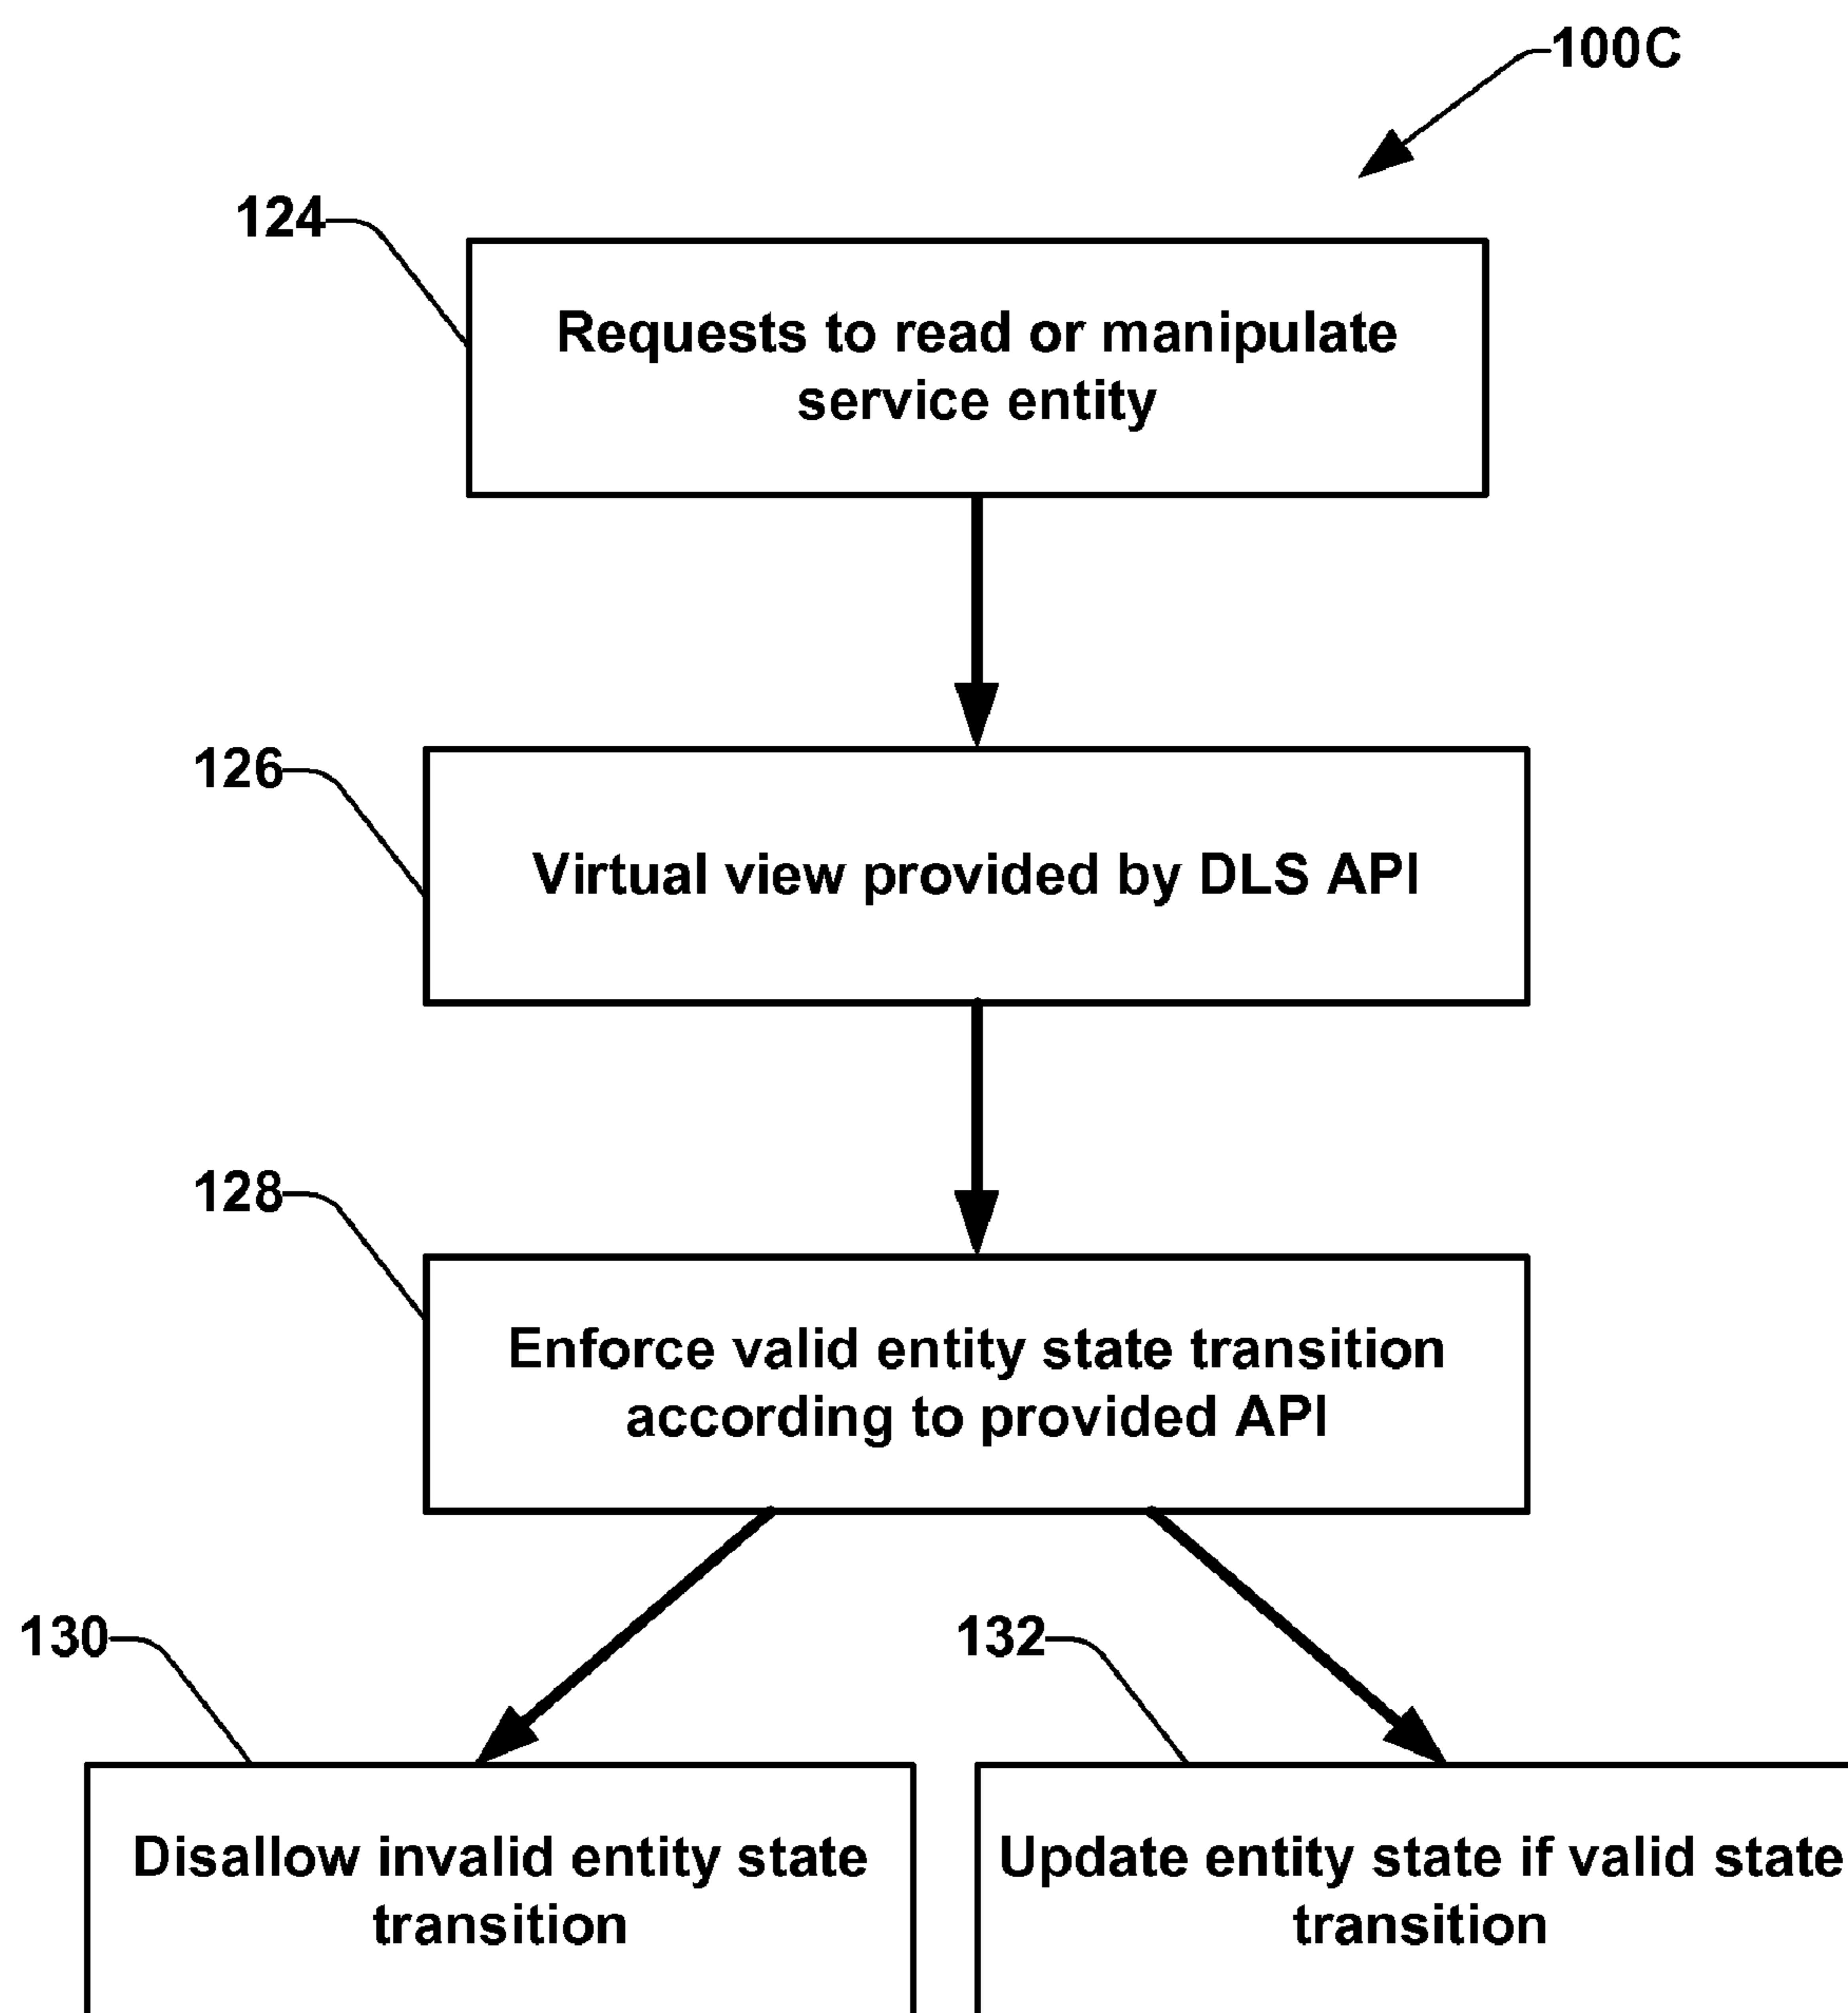 100C
124
Requests to read or manipulate
service entity
126
Virtual view provided by DLS API
128
Enforce valid entity state transition
according to provided API
130
Disallow invalid entity state
transition
132
Update entity state if valid state
transition